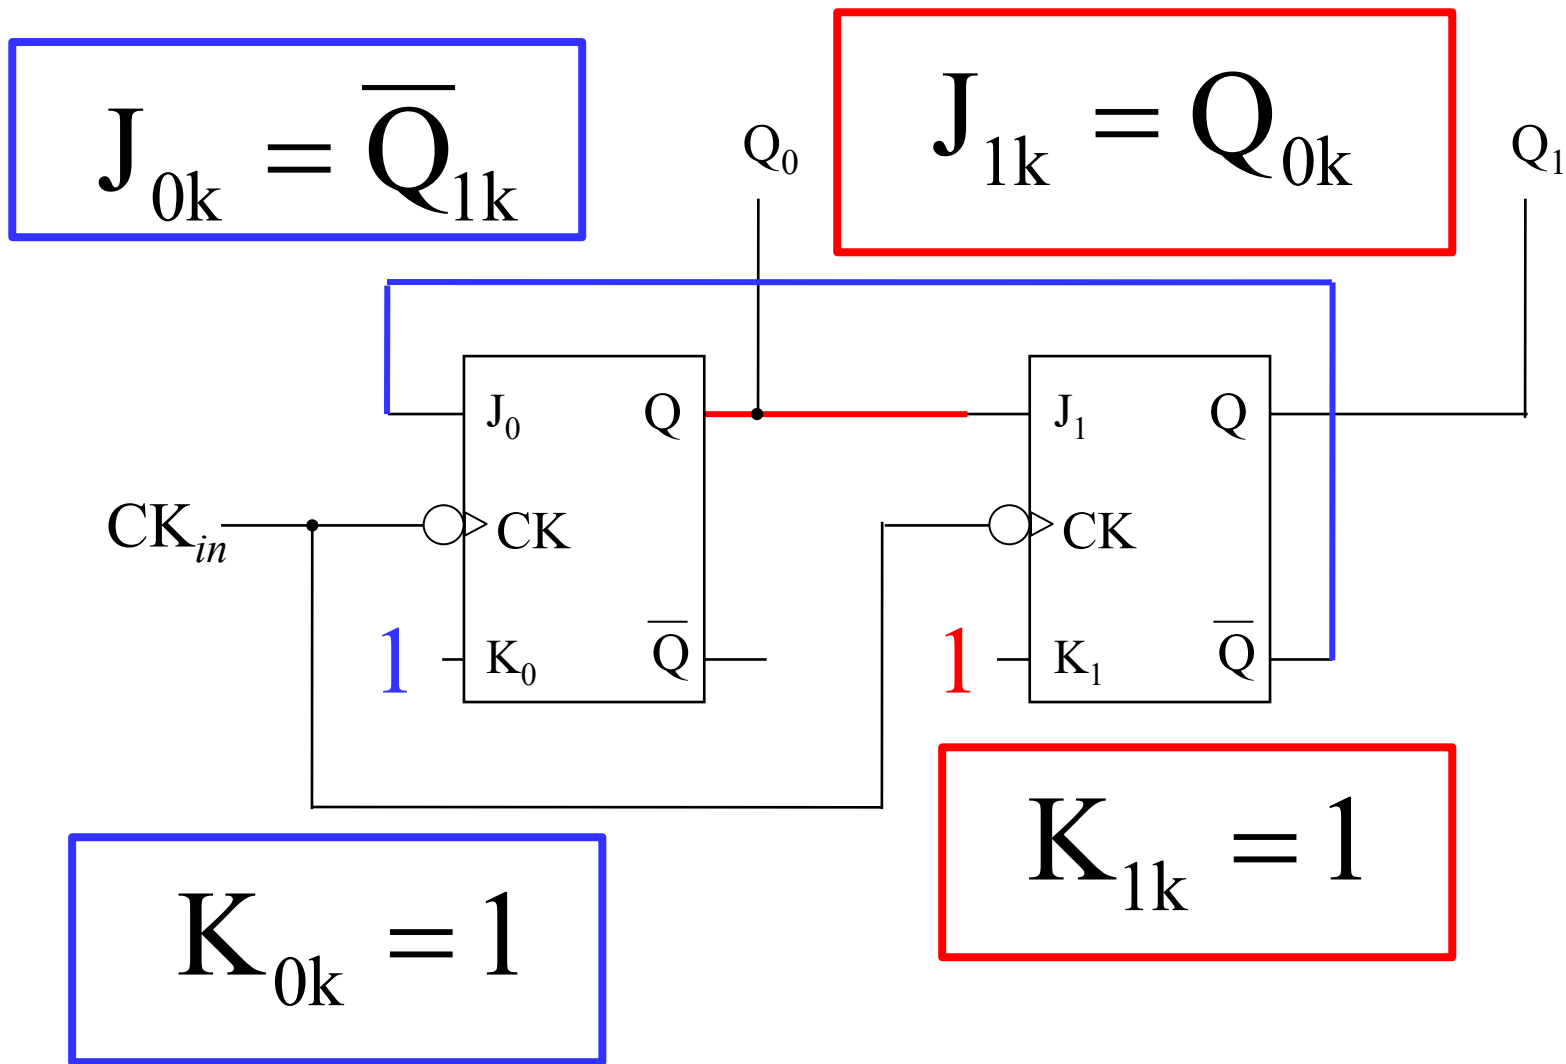 J₀ₖ = Q̅₁ₖ
J₁ₖ = Q₀ₖ
Q₀
Q₁
J₀ Q
J₁ Q
CKᵢₙ
CK
CK
1
K₀ Q̅
1
K₁ Q̅
K₁ₖ = 1
K₀ₖ = 1